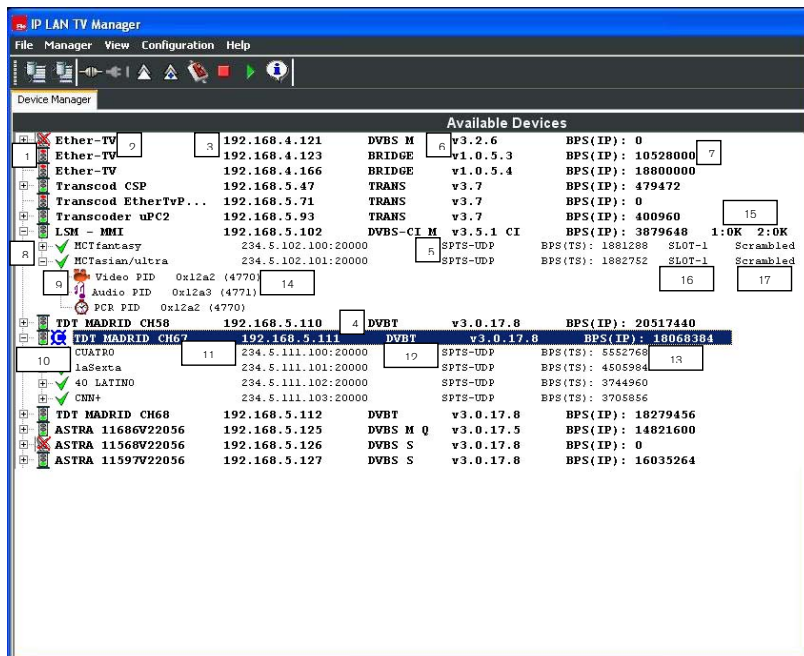 IP LAN TV Manager
File Manager View Configuration Help
Device Manager
Available Devices
Ether-TV 2 3 192.168.4.121 DVBS M 6 v3.2.6 BPS(IP): 0
1 Ether-TV 192.168.4.123 BRIDGE v1.0.5.3 BPS(IP): 10528000 7
Ether-TV 192.168.4.166 BRIDGE v1.0.5.4 BPS(IP): 18800000
Transcod CSP 192.168.5.47 TRANS v3.7 BPS(IP): 479472
Transcod EtherTvP... 192.168.5.71 TRANS v3.7 BPS(IP): 0
Transcoder uPC2 192.168.5.93 TRANS v3.7 BPS(IP): 400960 15
LSM - MMI 192.168.5.102 DVBS-CI M v3.5.1 CI BPS(IP): 3879648 1:OK 2:OK
8 MCTfantasy 234.5.102.100:20000 5 SPTS-UDP BPS(TS): 1881288 SLOT-1 Scrambled
MCTasian/ultra 234.5.102.101:20000 SPTS-UDP BPS(TS): 1882752 SLOT-1 Scrambled
9 Video PID 0x12a2 (4770) 14 16 17
Audio PID 0x12a3 (4771)
PCR PID 0x12a2 (4770)
TDT MADRID CH58 192.168.5.110 4 DVBT v3.0.17.8 BPS(IP): 20517440
TDT MADRID CH67 192.168.5.111 DVBT v3.0.17.8 BPS(IP): 18068384
10 CUATRO 11 234.5.111.100:20000 12 SPTS-UDP BPS(TS): 5552768 13
laSexta 234.5.111.101:20000 SPTS-UDP BPS(TS): 4505984
40 LATINO 234.5.111.102:20000 SPTS-UDP BPS(TS): 3744960
CNN+ 234.5.111.103:20000 SPTS-UDP BPS(TS): 3705856
TDT MADRID CH68 192.168.5.112 DVBT v3.0.17.8 BPS(IP): 18279456
ASTRA 11686V22056 192.168.5.125 DVBS M Q v3.0.17.5 BPS(IP): 14821600
ASTRA 11568V22056 192.168.5.126 DVBS S v3.0.17.8 BPS(IP): 0
ASTRA 11597V22056 192.168.5.127 DVBS S v3.0.17.8 BPS(IP): 16035264